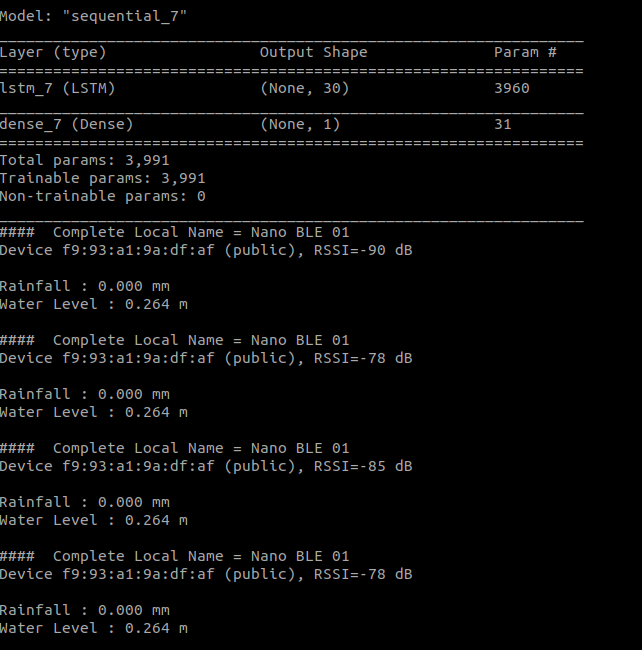 Model: "sequential_7"
_________________________________________________________________
Layer (type)                 Output Shape              Param #
=================================================================
lstm_7 (LSTM)                (None, 30)                3960
_________________________________________________________________
dense_7 (Dense)              (None, 1)                 31
=================================================================
Total params: 3,991
Trainable params: 3,991
Non-trainable params: 0
_________________________________________________________________
####  Complete Local Name = Nano BLE 01
Device f9:93:a1:9a:df:af (public), RSSI=-90 dB
Rainfall : 0.000 mm
Water Level : 0.264 m
####  Complete Local Name = Nano BLE 01
Device f9:93:a1:9a:df:af (public), RSSI=-78 dB
Rainfall : 0.000 mm
Water Level : 0.264 m
####  Complete Local Name = Nano BLE 01
Device f9:93:a1:9a:df:af (public), RSSI=-85 dB
Rainfall : 0.000 mm
Water Level : 0.264 m
####  Complete Local Name = Nano BLE 01
Device f9:93:a1:9a:df:af (public), RSSI=-78 dB
Rainfall : 0.000 mm
Water Level : 0.264 m